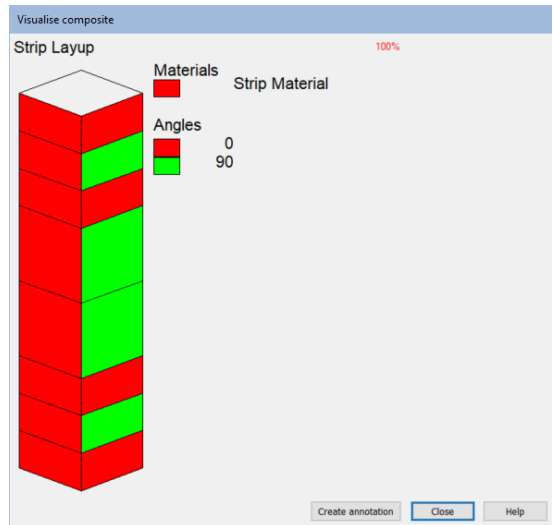 Visualise composite
Strip Layup
100%
Materials
Strip Material
Angles
0
90
Create annotation
Close
Help